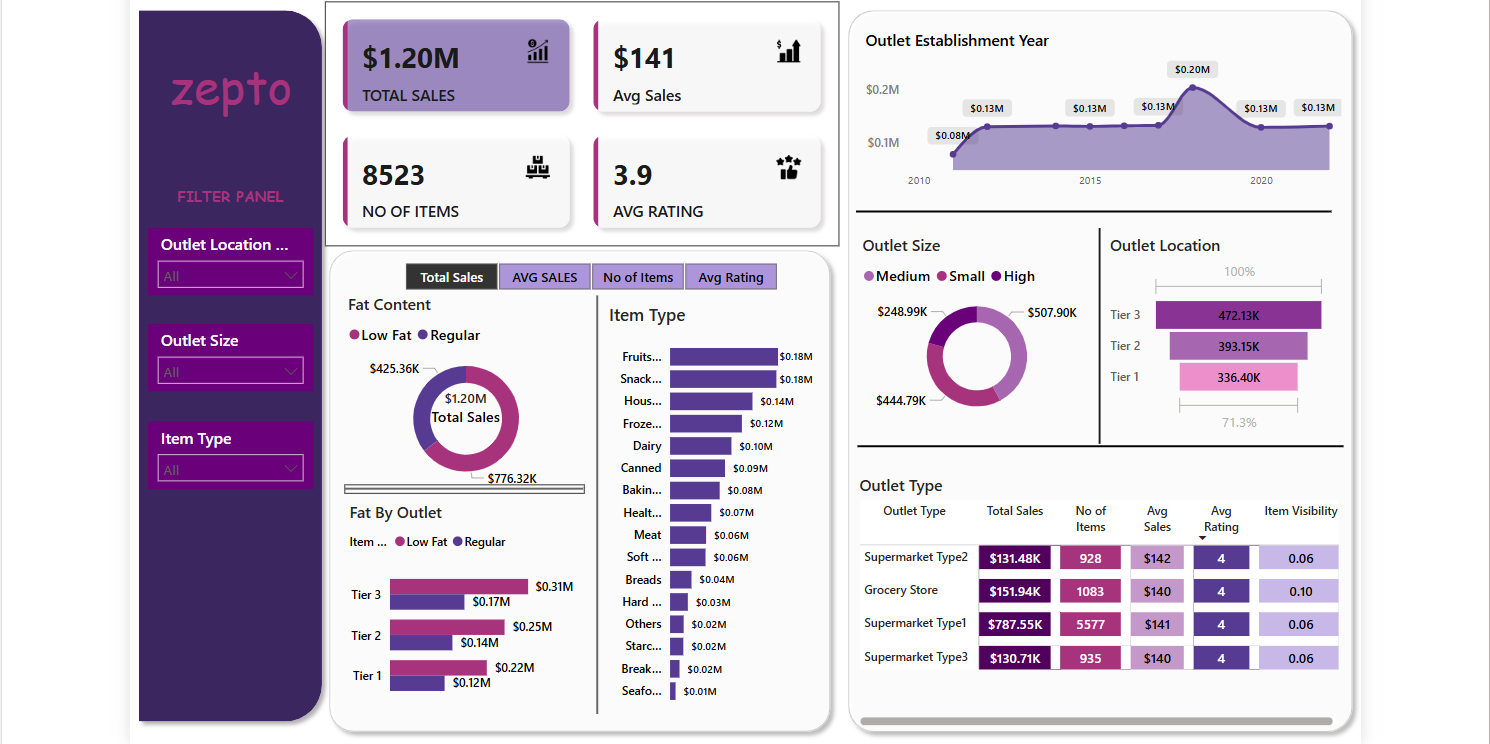 zepto
FILTER PANEL
Outlet Location ...
All
Outlet Size
All
Item Type
All
$1.20M
TOTAL SALES
$141
Avg Sales
8523
NO OF ITEMS
3.9
AVG RATING
Total Sales AVG SALES No of Items Avg Rating
Fat Content
Low Fat Regular
$425.36K
$1.20M
Total Sales
$776.32K
Fat By Outlet
Item ... Low Fat Regular
Tier 3 $0.31M
$0.17M
Tier 2 $0.25M
$0.14M
Tier 1 $0.22M
$0.12M
Item Type
Fruits... $0.18M
Snack... $0.18M
Hous... $0.14M
Froze... $0.12M
Dairy $0.10M
Canned $0.09M
Bakin... $0.08M
Healt... $0.07M
Meat $0.06M
Soft ... $0.06M
Breads $0.04M
Hard ... $0.03M
Others $0.02M
Starc... $0.02M
Break... $0.02M
Seafo... $0.01M
Outlet Establishment Year
$0.2M
$0.1M
$0.08M $0.13M $0.13M $0.13M $0.20M $0.13M $0.13M
2010 2015 2020
Outlet Size
Medium Small High
$248.99K $507.90K
$444.79K
Outlet Location
100%
Tier 3 472.13K
Tier 2 393.15K
Tier 1 336.40K
71.3%
Outlet Type
Outlet Type Total Sales No of Items Avg Sales Avg Rating Item Visibility
Supermarket Type2 $131.48K 928 $142 4 0.06
Grocery Store $151.94K 1083 $140 4 0.10
Supermarket Type1 $787.55K 5577 $141 4 0.06
Supermarket Type3 $130.71K 935 $140 4 0.06